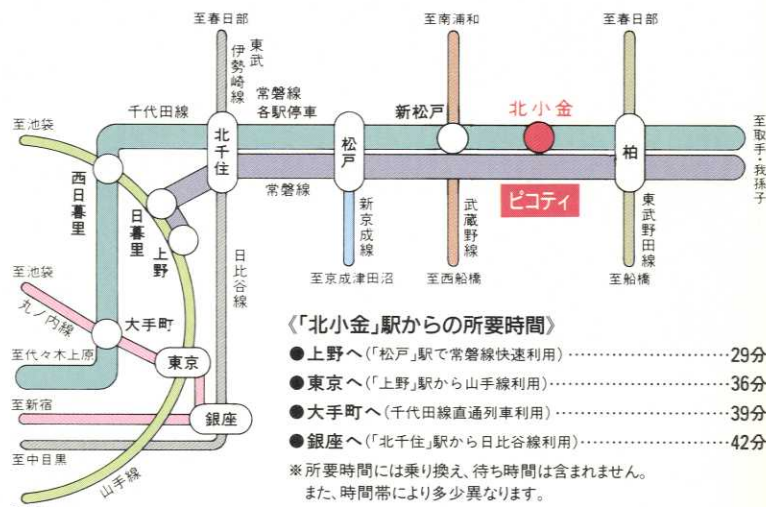 至春日部
東武
伊勢崎線
至南浦和
至春日部
千代田線
常磐線
各駅停車
新松戸
北小金
至池袋
北千住
松戸
柏
至取手・我孫子
西日暮里
日暮里
上野
常磐線
ピコティ
新京成線
武蔵野線
東武野田線
日比谷線
至京成津田沼
至西船橋
至船橋
至池袋
丸ノ内線
大手町
至代々木上原
東京
至新宿
銀座
至中目黒
山手線
《「北小金」駅からの所要時間》
●上野へ(「松戸」駅で常磐線快速利用)……………………29分
●東京へ(「上野」駅から山手線利用)……………………36分
●大手町へ(千代田線直通列車利用)……………………39分
●銀座へ(「北千住」駅から日比谷線利用)……………………42分
※所要時間には乗り換え、待ち時間は含まれません。
また、時間帯により多少異なります。